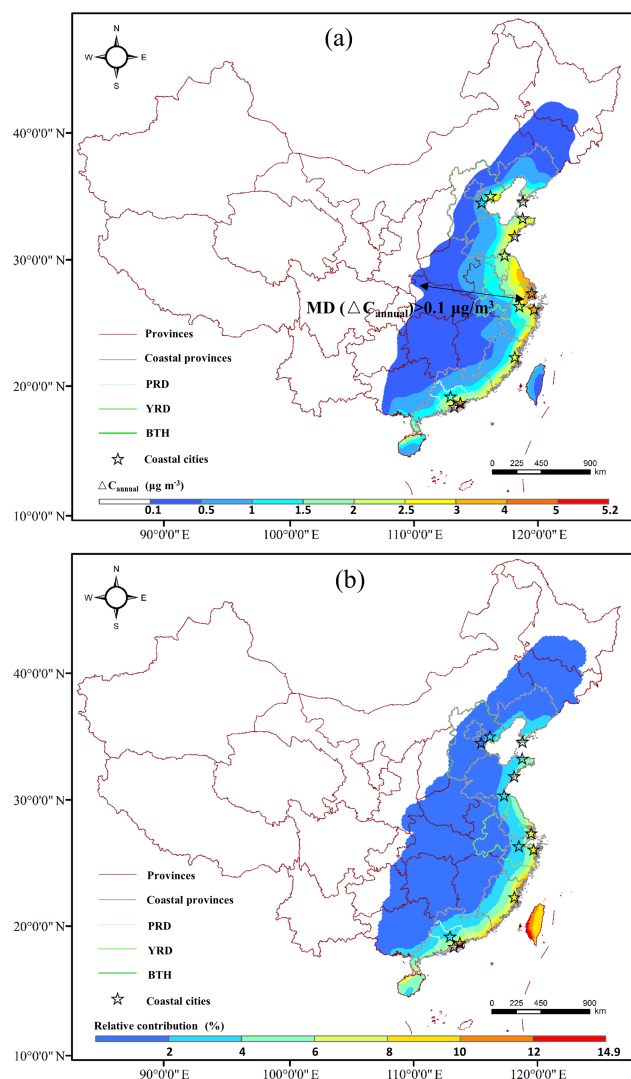 (a)
N
W E
S
40°0'0" N
30°0'0" N
MD (△Cannual)>0.1 μg/m3
Provinces
Coastal provinces
20°0'0" N
PRD
YRD
BTH
Coastal cities
0 225 450 900
km
△Cannual (μg m-3)
0.1 0.5 1 1.5 2 2.5 3 4 5 5.2
10°0'0" N
90°0'0" E 100°0'0" E 110°0'0" E 120°0'0" E
(b)
N
W E
S
40°0'0" N
30°0'0" N
Provinces
Coastal provinces
20°0'0" N
PRD
YRD
BTH
Coastal cities
0 225 450 900
km
Relative contribution (%)
2 4 6 8 10 12 14.9
10°0'0" N
90°0'0" E 100°0'0" E 110°0'0" E 120°0'0" E